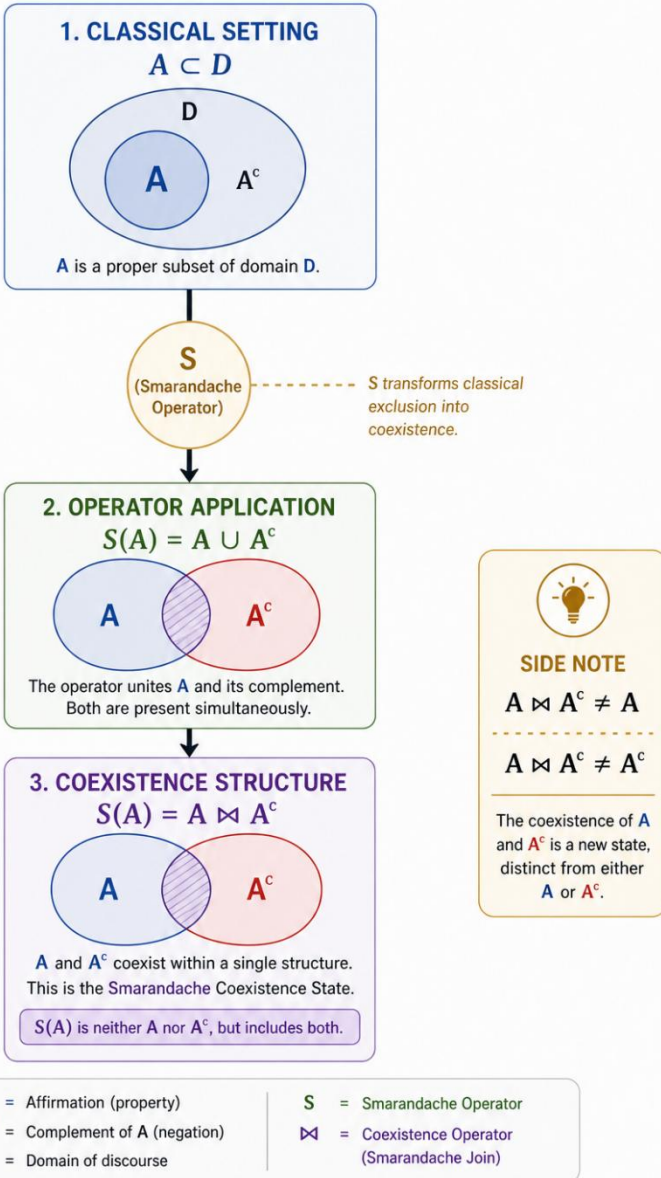 1. CLASSICAL SETTING
A ⊂ D
D
A
Aᶜ
A is a proper subset of domain D.
S
(Smarandache
Operator)
S transforms classical
exclusion into
coexistence.
2. OPERATOR APPLICATION
S(A) = A ∪ Aᶜ
A
Aᶜ
The operator unites A and its complement.
Both are present simultaneously.
3. COEXISTENCE STRUCTURE
S(A) = A ⋈ Aᶜ
A
Aᶜ
A and Aᶜ coexist within a single structure.
This is the Smarandache Coexistence State.
S(A) is neither A nor Aᶜ, but includes both.
SIDE NOTE
A ⋈ Aᶜ ≠ A
A ⋈ Aᶜ ≠ Aᶜ
The coexistence of A
and Aᶜ is a new state,
distinct from either
A or Aᶜ.
= Affirmation (property)
= Complement of A (negation)
= Domain of discourse
S = Smarandache Operator
⋈ = Coexistence Operator
(Smarandache Join)